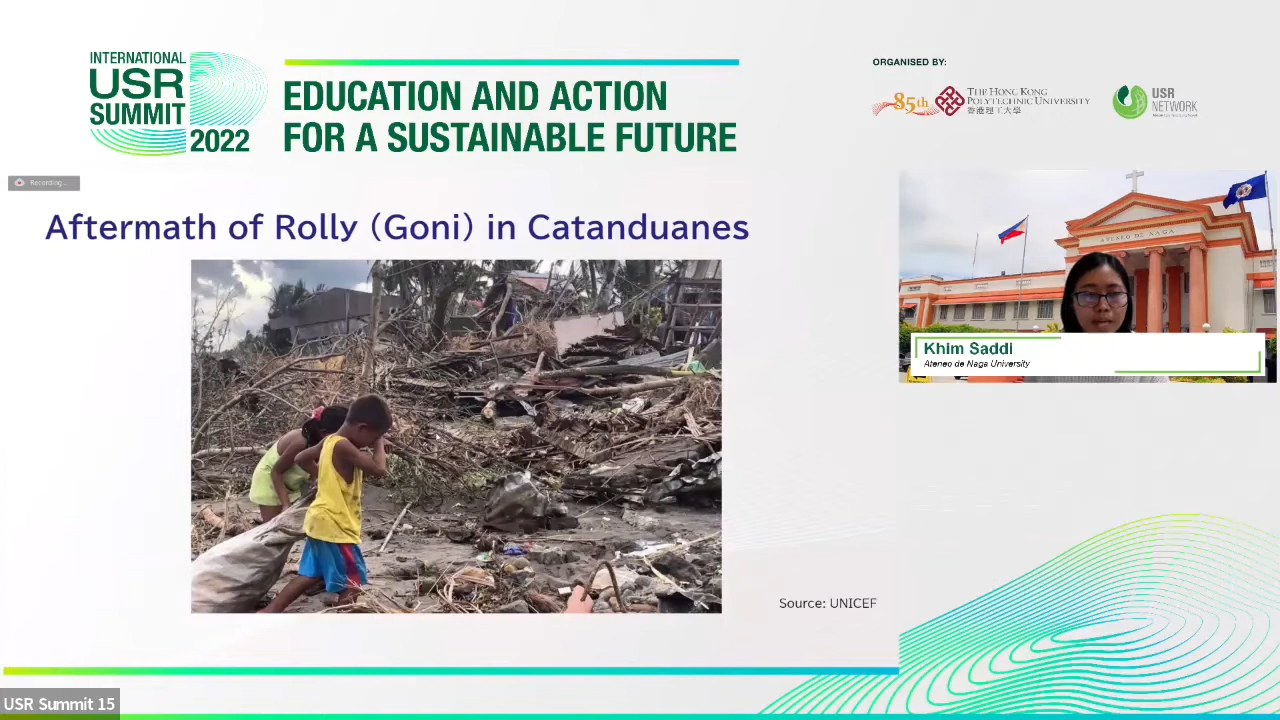 INTERNATIONAL
USR
SUMMIT
2022
EDUCATION AND ACTION
FOR A SUSTAINABLE FUTURE
ORGANISED BY:
85th
THE HONG KONG
POLYTECHNIC UNIVERSITY
香港理工大學
USR
NETWORK
Recording...
Aftermath of Rolly (Goni) in Catanduanes
ATENEO DE NAGA
Khim Saddi
Ateneo de Naga University
Source: UNICEF
USR Summit 15